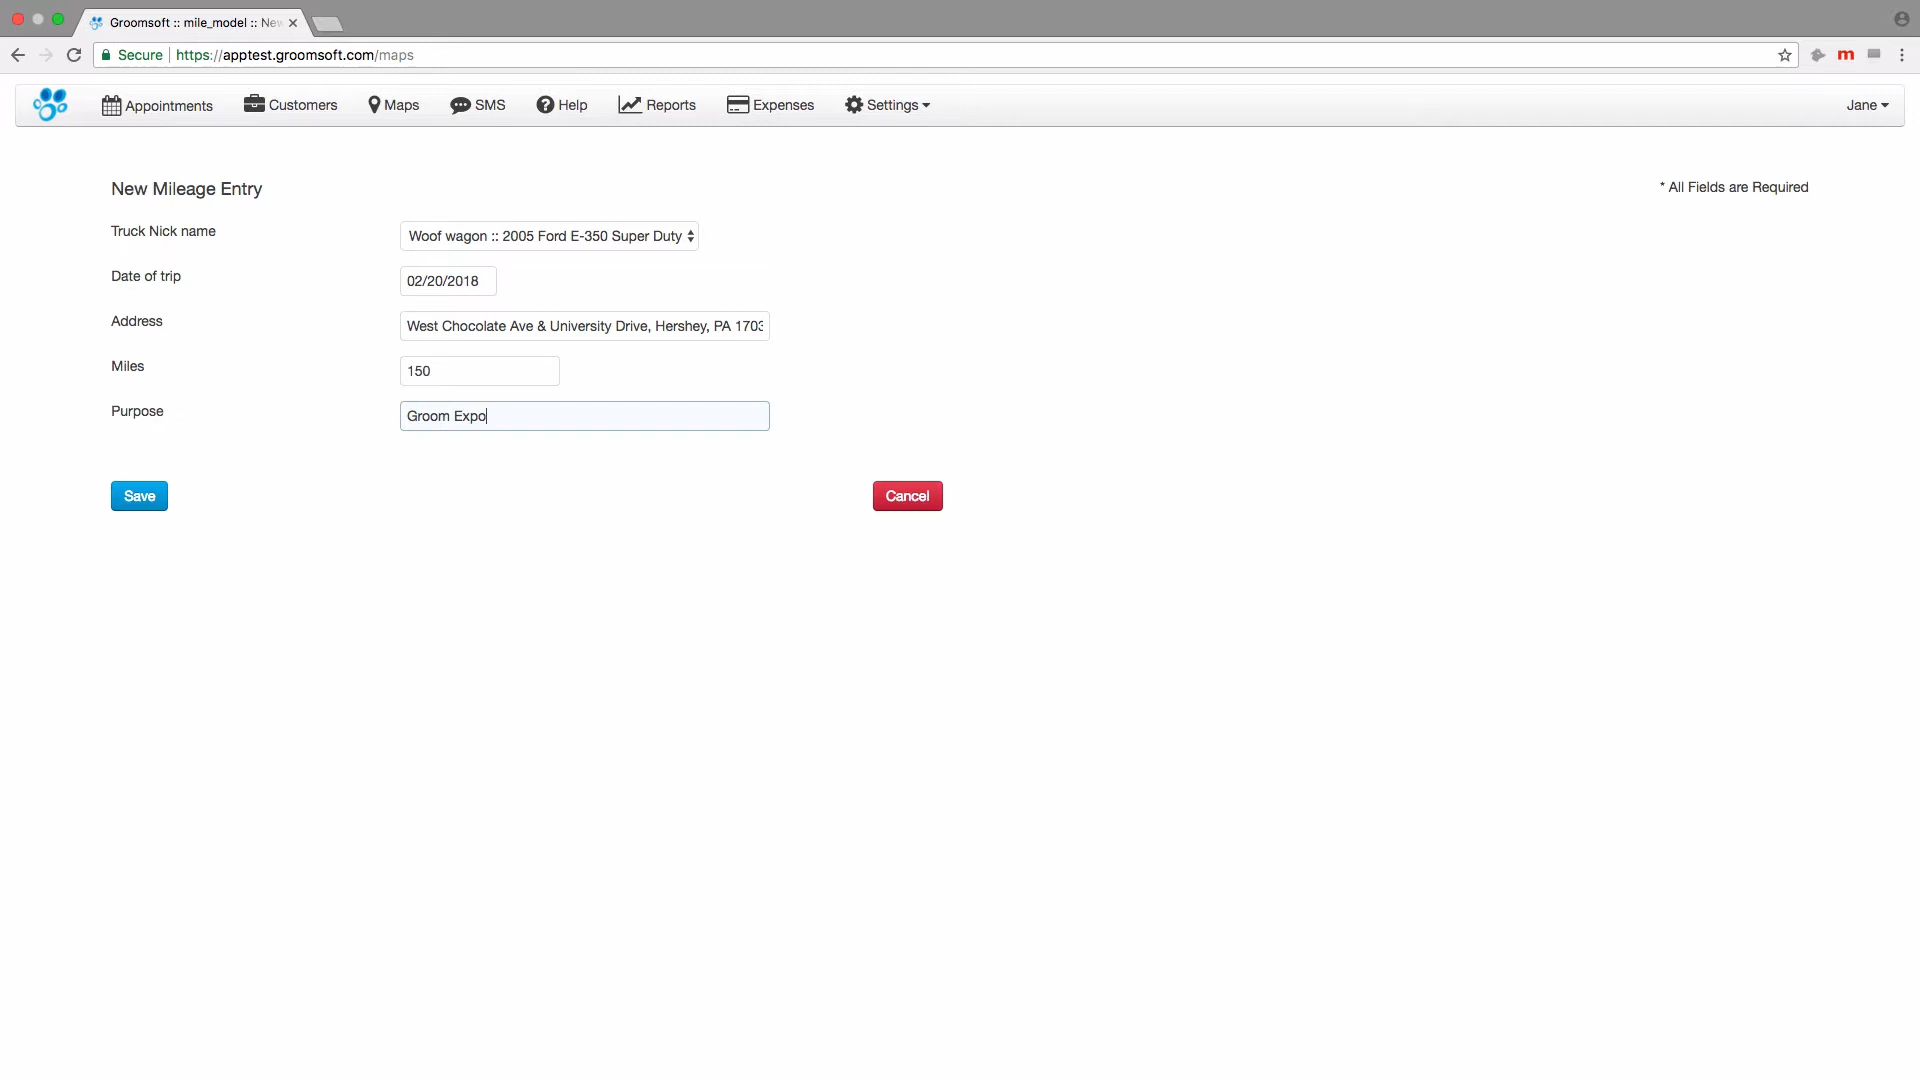 Groomsoft :: mile_model :: New
Secure https://apptest.groomsoft.com/maps
m
Appointments Customers Maps SMS Help Reports Expenses Settings Jane
New Mileage Entry
* All Fields are Required
Truck Nick name
Woof wagon :: 2005 Ford E-350 Super Duty
Date of trip
02/20/2018
Address
West Chocolate Ave & University Drive, Hershey, PA 1703
Miles
150
Purpose
Groom Expo
Save
Cancel